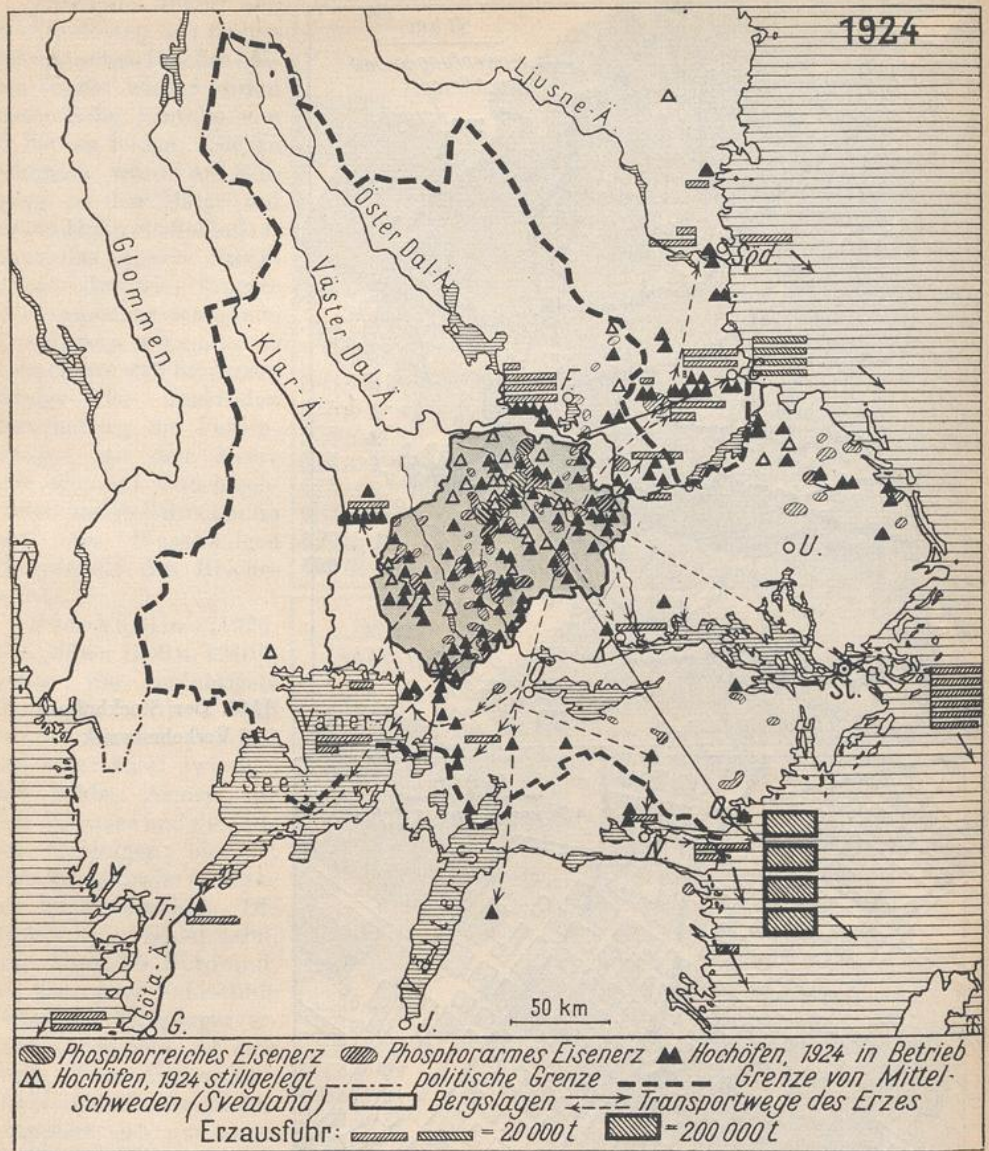 1924
Ljusne-Å.
Söd.
Öster Dal-Ä.
Glommen
Väster Dal-Ä.
Klar-Ä.
F.
U.
St.
Ö.
Väner-
See
O.
N.
Tr.
Vätter-S.
Göta-Ä.
G.
J.
50 km
Phosphorreiches Eisenerz Phosphorarmes Eisenerz Hochöfen, 1924 in Betrieb
Hochöfen, 1924 stillgelegt politische Grenze Grenze von Mittel-
schweden (Svealand) Bergslagen Transportwege des Erzes
Erzausfuhr: = 20 000 t = 200 000 t